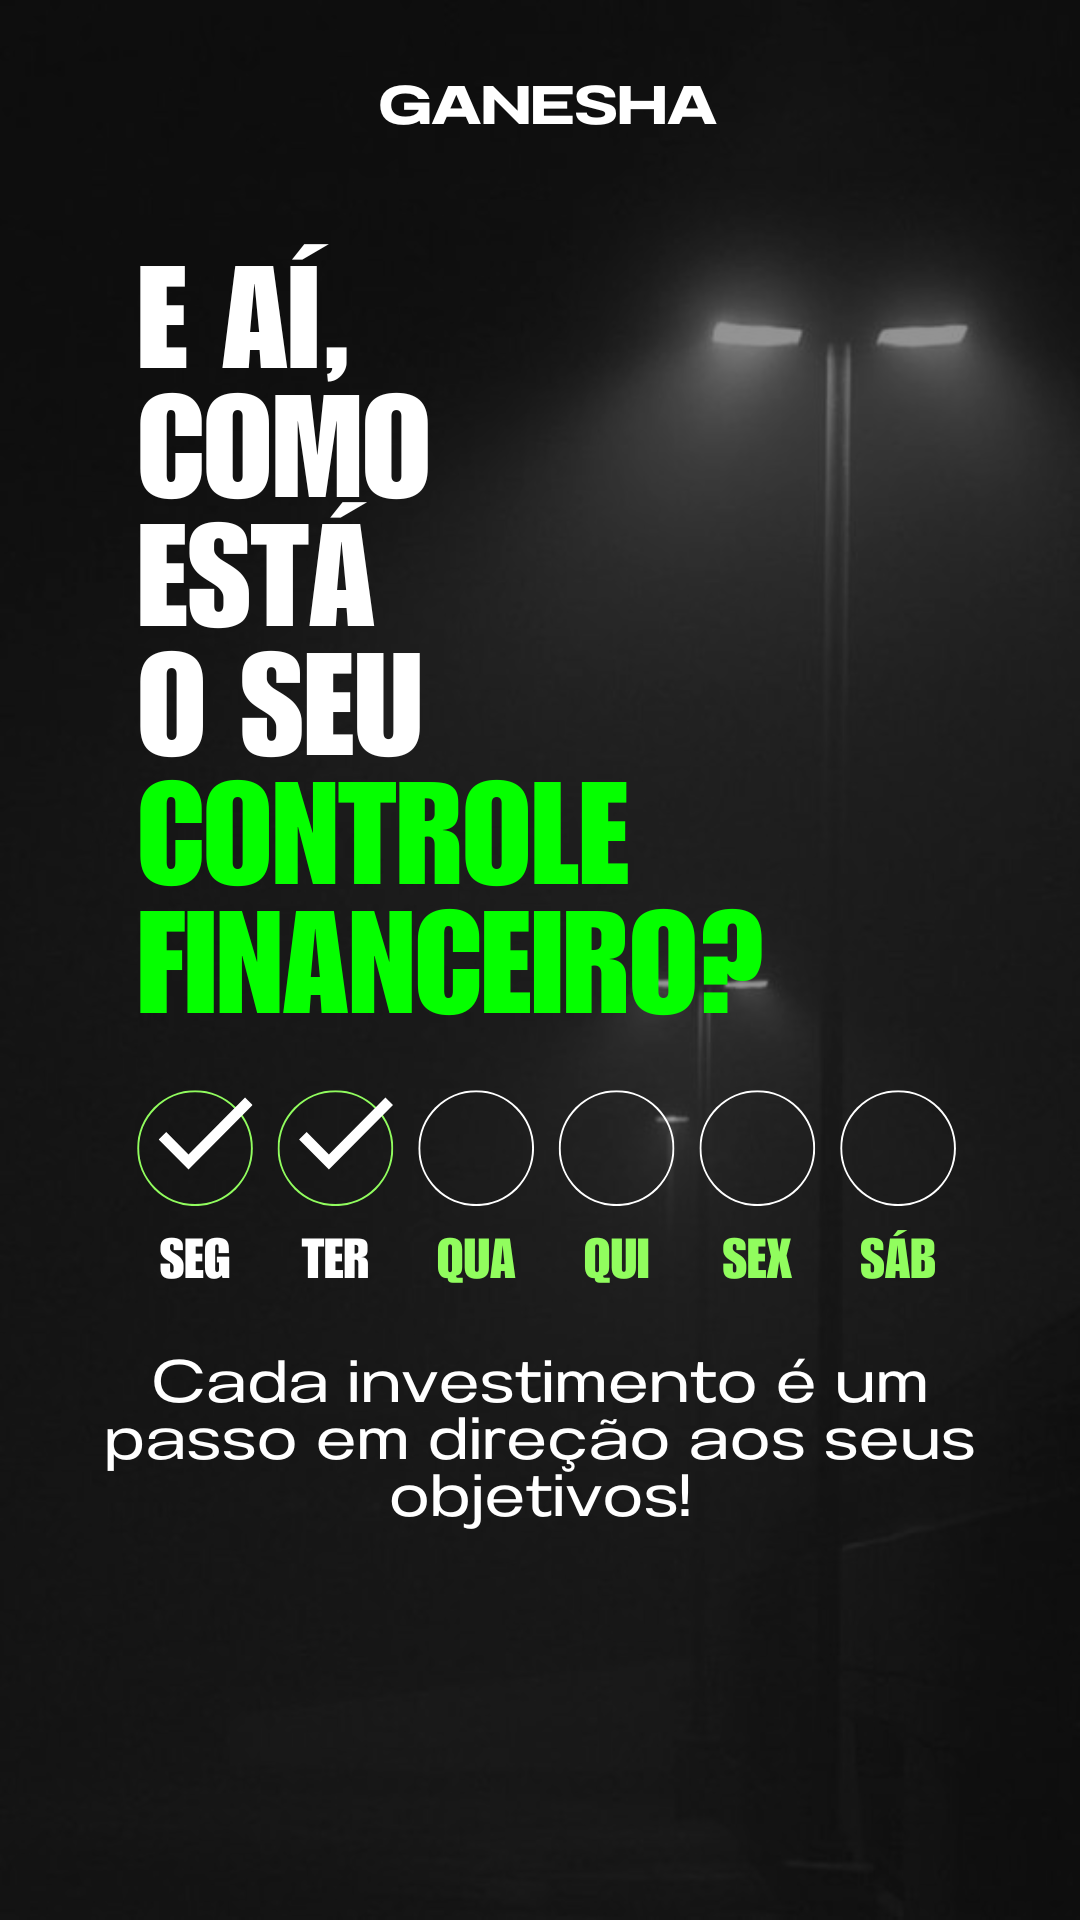 GANESHA
E AÍ,
COMO
ESTÁ
O SEU
CONTROLE
FINANCEIRO?
SEG TER QUA QUI SEX SÁB
Cada investimento é um
passo em direção aos seus
objetivos!